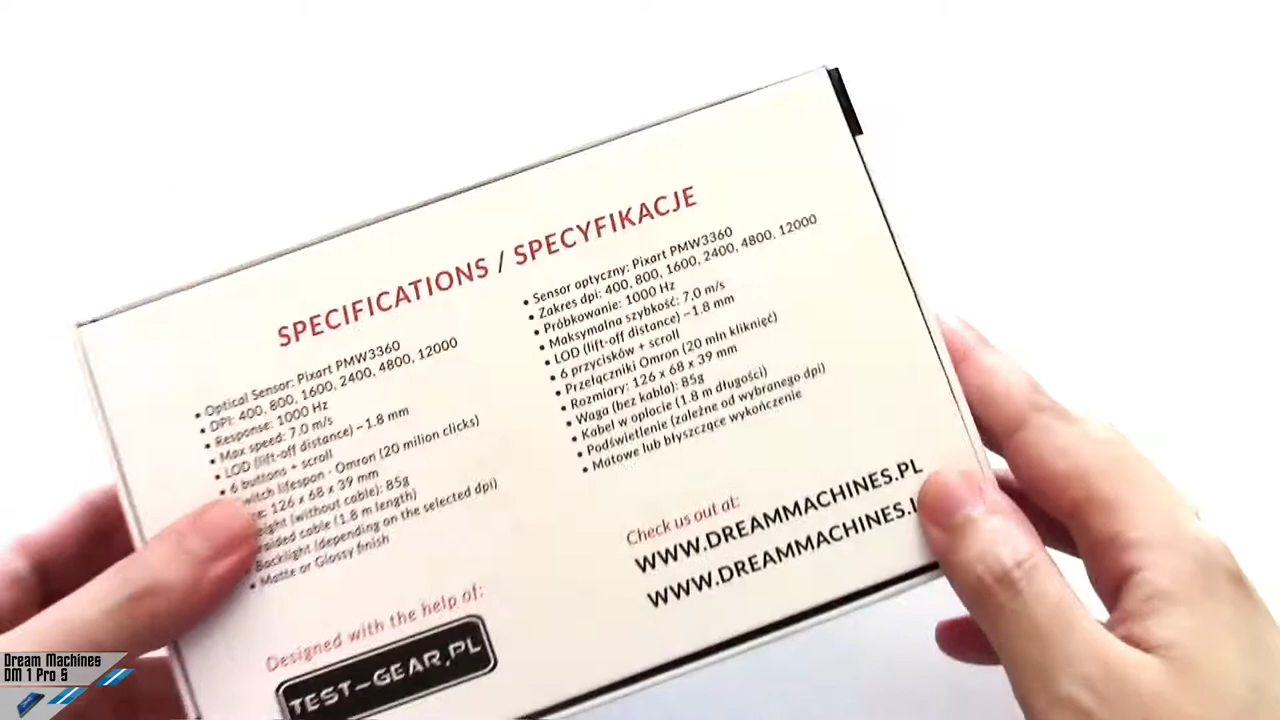 SPECIFICATIONS / SPECYFIKACJE
• Optical Sensor: Pixart PMW3360
• DPI: 400, 800, 1600, 2400, 4800, 12000
• Response: 1000 Hz
• Max speed: 7.0 m/s
• LOD (lift-off distance) ~1.8 mm
• 6 buttons + scroll
lifespan - Omron (20 milion clicks)
126 x 68 x 39 mm
(without cable): 85g
cable (1.8 m length)
Backlight (depending on the selected dpi)
• Matte or Glossy finish
• Sensor optyczny: Pixart PMW3360
• Zakres dpi: 400, 800, 1600, 2400, 4800, 12000
• Próbkowanie: 1000 Hz
• Maksymalna szybkość: 7,0 m/s
• LOD (lift-off distance) ~1.8 mm
• 6 przycisków + scroll
• Przełączniki Omron (20 mln kliknięć)
• Rozmiary: 126 x 68 x 39 mm
• Waga (bez kabla): 85g
• Kabel w oplocie (1.8 m długości)
• Podświetlenie (zależne od wybranego dpi)
• Matowe lub błyszczące wykończenie
Designed with the help of:
TEST-GEAR.PL
Check us out at:
WWW.DREAMMACHINES.PL
WWW.DREAMMACHINES.
Dream Machines
DM 1 Pro S